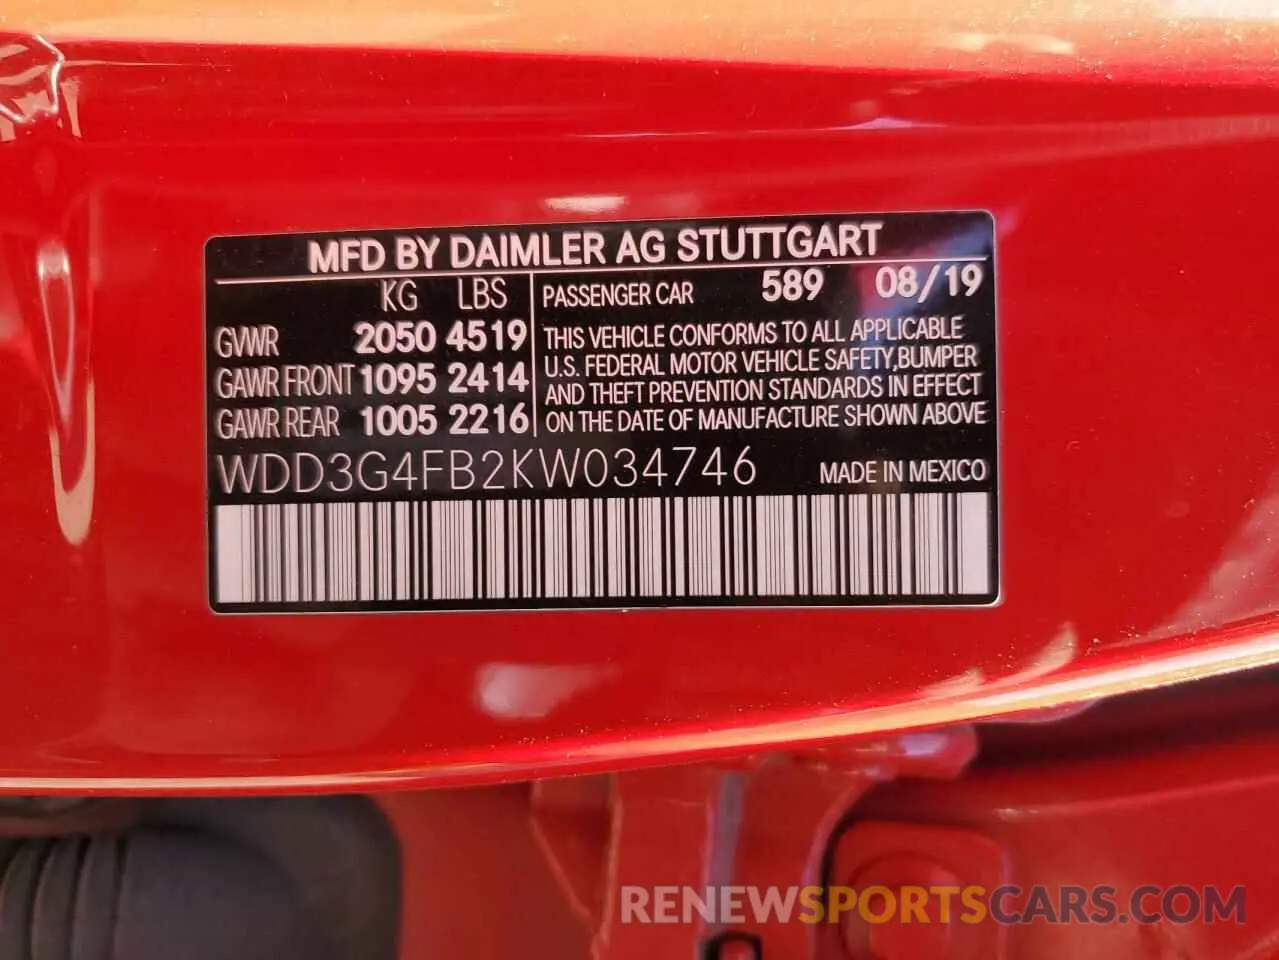 MFD BY DAIMLER AG STUTTGART
KG LBS
GVWR 2050 4519
GAWR FRONT 1095 2414
GAWR REAR 1005 2216
PASSENGER CAR 589 08/19
THIS VEHICLE CONFORMS TO ALL APPLICABLE
U.S. FEDERAL MOTOR VEHICLE SAFETY,BUMPER
AND THEFT PREVENTION STANDARDS IN EFFECT
ON THE DATE OF MANUFACTURE SHOWN ABOVE
WDD3G4FB2KW034746 MADE IN MEXICO
RENEWSPORTSCARS.COM